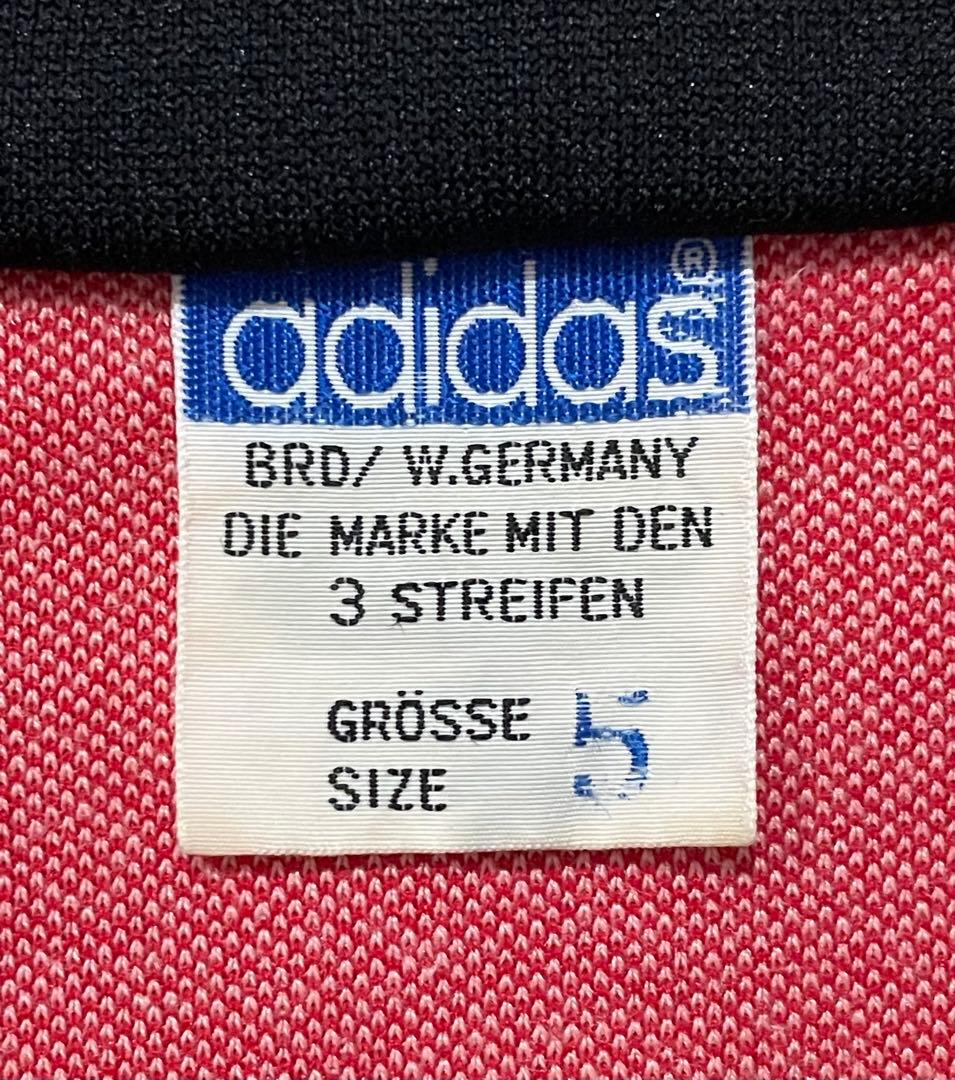 adidas®
BRD/ W.GERMANY
DIE MARKE MIT DEN
3 STREIFEN
GRÖSSE 5
SIZE